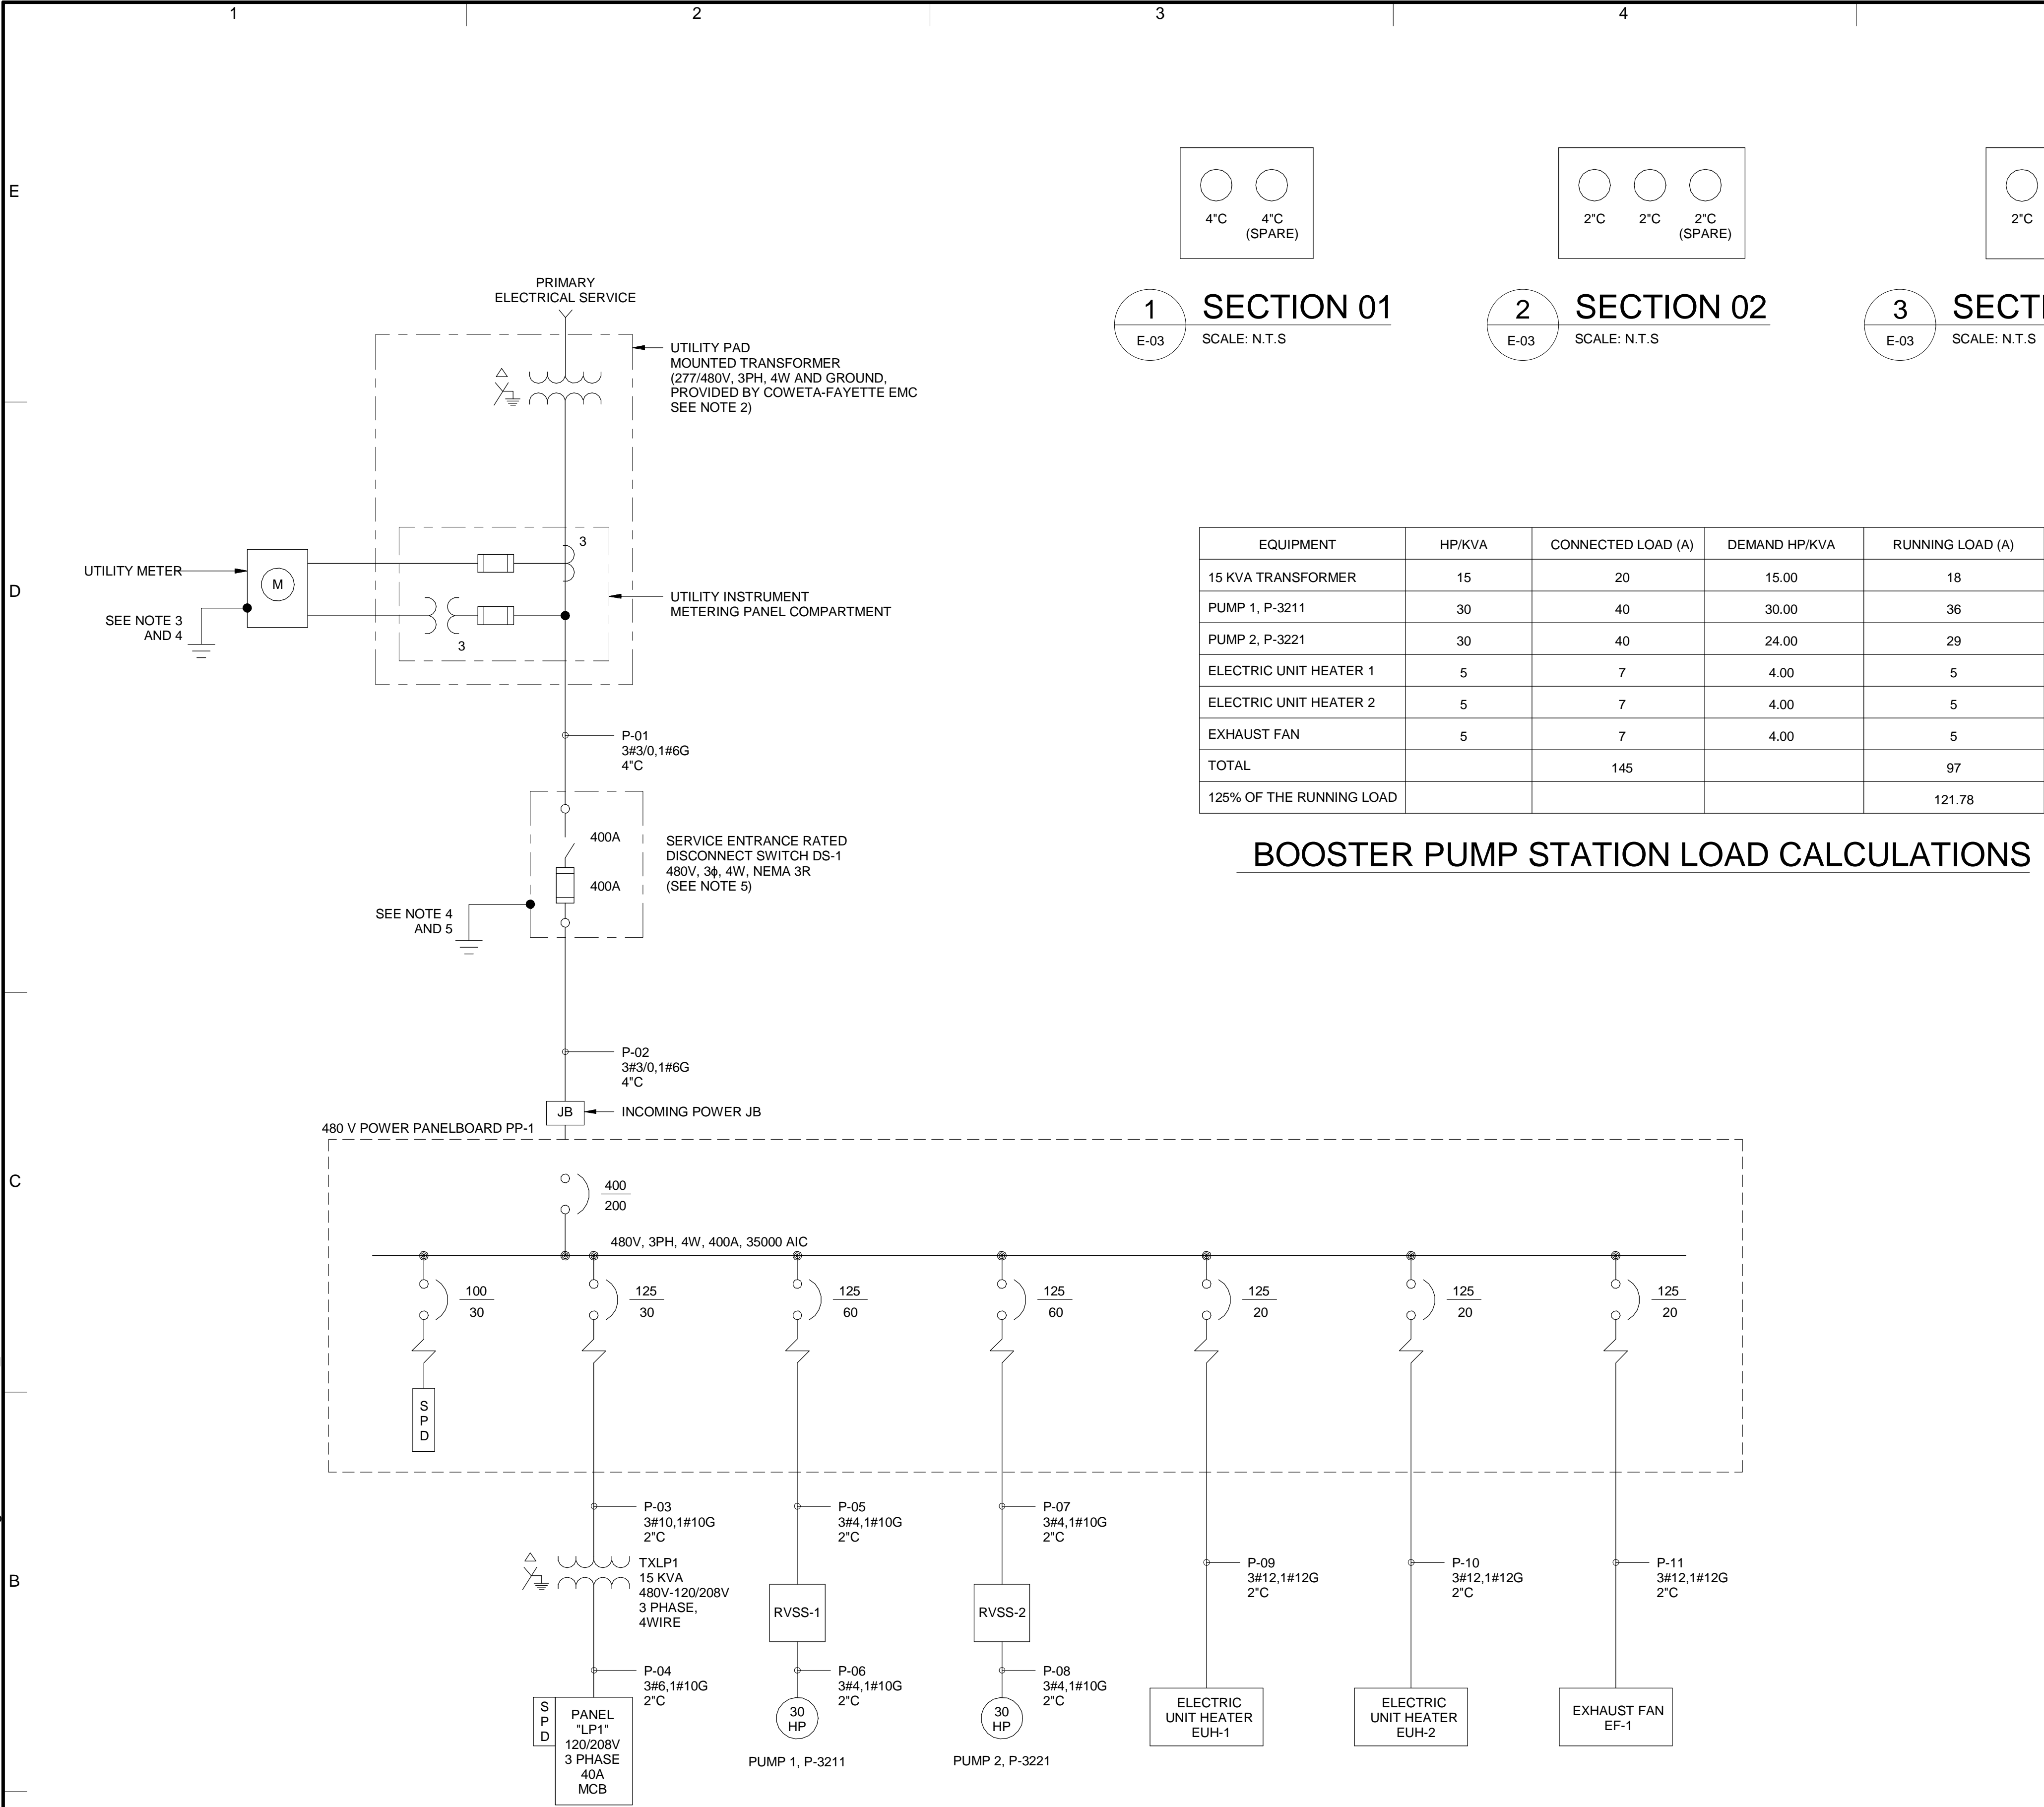 1
2
3
4
E
D
C
B
4"C
4"C
(SPARE)
2"C
2"C
2"C
(SPARE)
2"C
1
E-03
SECTION 01
SCALE: N.T.S
2
E-03
SECTION 02
SCALE: N.T.S
3
E-03
SCALE: N.T.S
PRIMARY
ELECTRICAL SERVICE
UTILITY PAD
MOUNTED TRANSFORMER
(277/480V, 3PH, 4W AND GROUND,
PROVIDED BY COWETA-FAYETTE EMC
SEE NOTE 2)
3
UTILITY METER
M
SEE NOTE 3
AND 4
3
UTILITY INSTRUMENT
METERING PANEL COMPARTMENT
EQUIPMENT HP/KVA CONNECTED LOAD (A) DEMAND HP/KVA RUNNING LOAD (A)
15 KVA TRANSFORMER 15 20 15.00 18
PUMP 1, P-3211 30 40 30.00 36
PUMP 2, P-3221 30 40 24.00 29
ELECTRIC UNIT HEATER 1 5 7 4.00 5
ELECTRIC UNIT HEATER 2 5 7 4.00 5
EXHAUST FAN 5 7 4.00 5
TOTAL 145 97
125% OF THE RUNNING LOAD 121.78
BOOSTER PUMP STATION LOAD CALCULATIONS
P-01
3#3/0,1#6G
4"C
400A
400A
SERVICE ENTRANCE RATED
DISCONNECT SWITCH DS-1
480V, 3ϕ, 4W, NEMA 3R
(SEE NOTE 5)
SEE NOTE 4
AND 5
P-02
3#3/0,1#6G
4"C
JB
INCOMING POWER JB
480 V POWER PANELBOARD PP-1
400
200
480V, 3PH, 4W, 400A, 35000 AIC
100
30
125
30
125
60
125
60
125
20
125
20
125
20
S
P
D
P-03
3#10,1#10G
2"C
TXLP1
15 KVA
480V-120/208V
3 PHASE,
4WIRE
P-04
3#6,1#10G
2"C
S
P
D
PANEL
"LP1"
120/208V
3 PHASE
40A
MCB
P-05
3#4,1#10G
2"C
RVSS-1
P-06
3#4,1#10G
2"C
30
HP
PUMP 1, P-3211
P-07
3#4,1#10G
2"C
RVSS-2
P-08
3#4,1#10G
2"C
30
HP
PUMP 2, P-3221
P-09
3#12,1#12G
2"C
ELECTRIC
UNIT HEATER
EUH-1
P-10
3#12,1#12G
2"C
ELECTRIC
UNIT HEATER
EUH-2
P-11
3#12,1#12G
2"C
EXHAUST FAN
EF-1